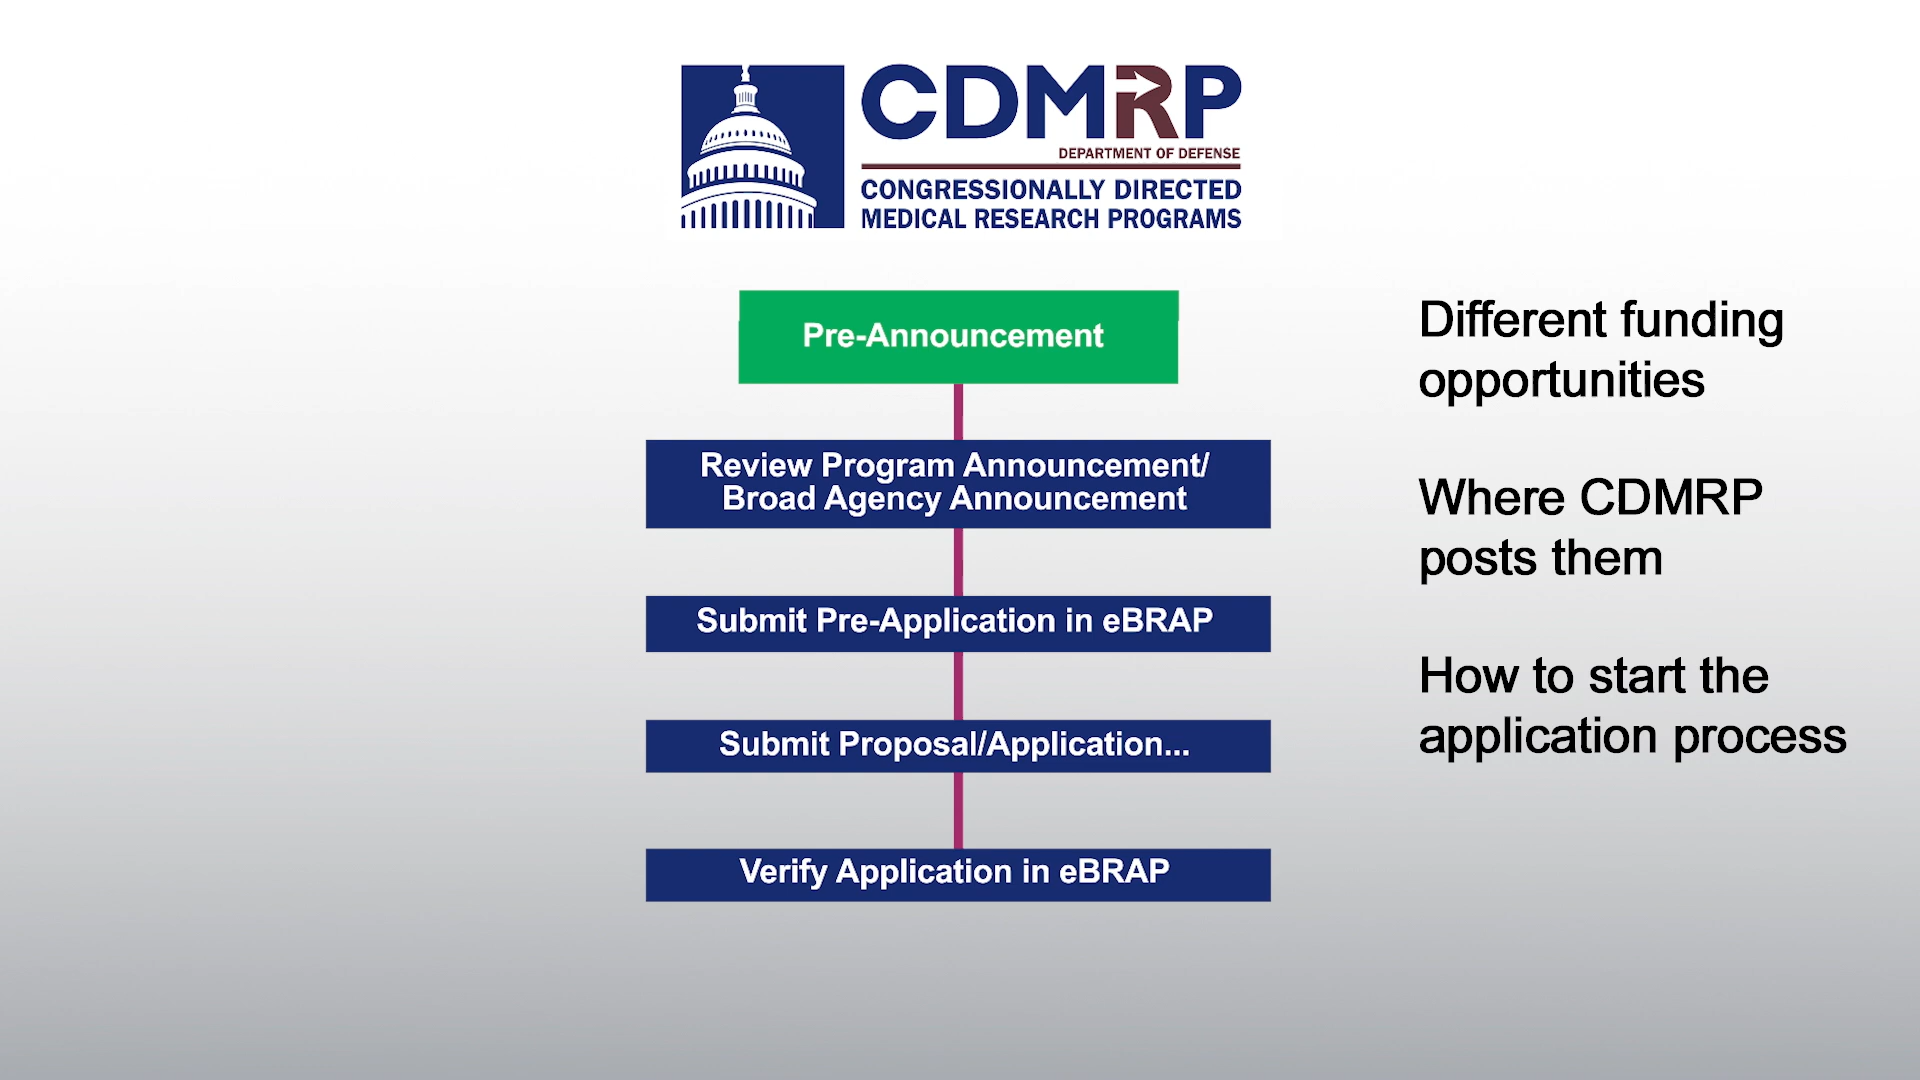 CDMRP
DEPARTMENT OF DEFENSE
CONGRESSIONALLY DIRECTED
MEDICAL RESEARCH PROGRAMS
Pre-Announcement
Review Program Announcement/
Broad Agency Announcement
Submit Pre-Application in eBRAP
Submit Proposal/Application...
Verify Application in eBRAP
Different funding
opportunities
Where CDMRP
posts them
How to start the
application process